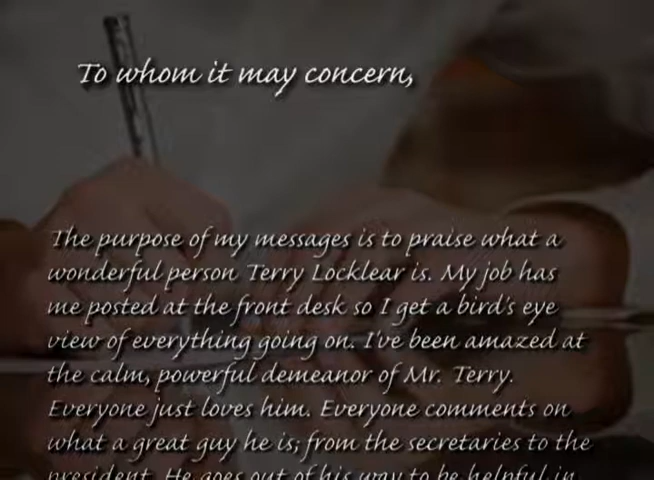 To whom it may concern,
The purpose of my messages is to praise what a
wonderful person Terry Locklear is. My job has
me posted at the front desk so I get a bird's eye
view of everything going on. I've been amazed at
the calm, powerful demeanor of Mr. Terry.
Everyone just loves him. Everyone comments on
what a great guy he is; from the secretaries to the
president. He goes out of his way to be helpful in